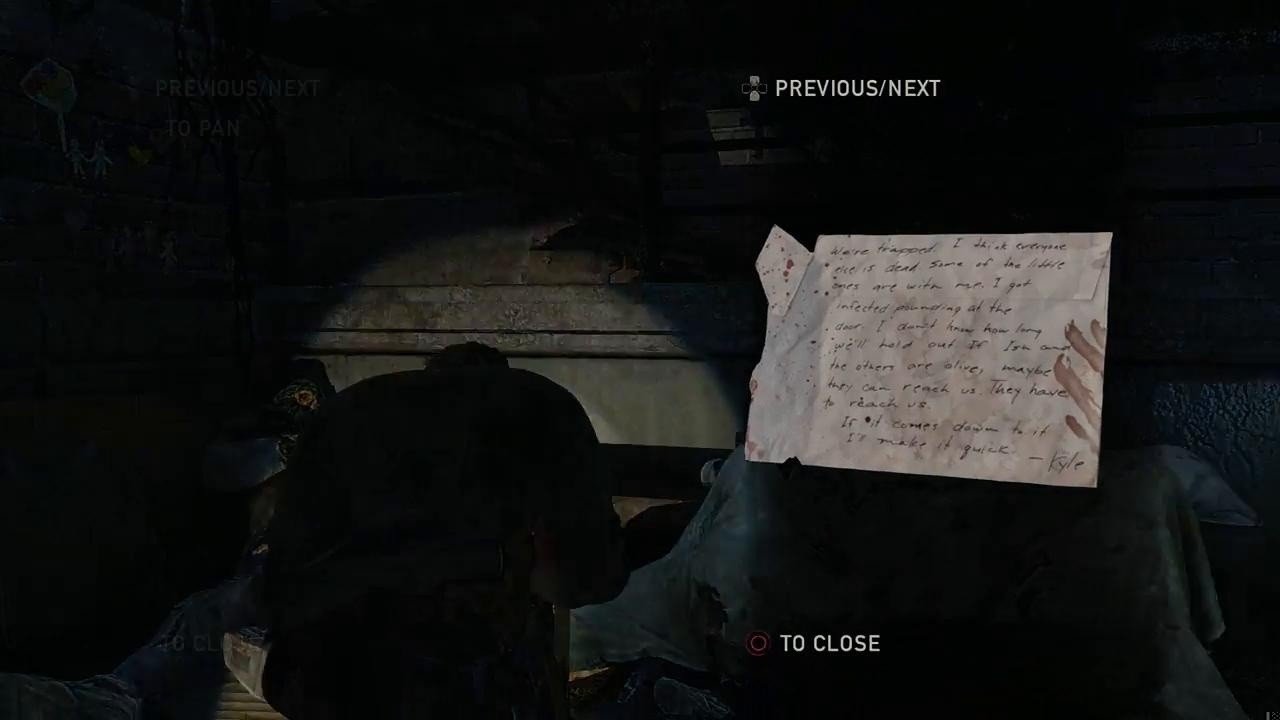 PREVIOUS/NEXT
TO PAN
PREVIOUS/NEXT
We're trapped. I think everyone
else is dead some of the little
ones are with me. I got
infected pounding at the
door. I don't know how long
we'll hold out If Ish and
the others are alive, maybe
they can reach us. They have
to reach us.
If it comes down to it
I'll make it quick. - Kyle
TO CLOSE
TO CLOSE